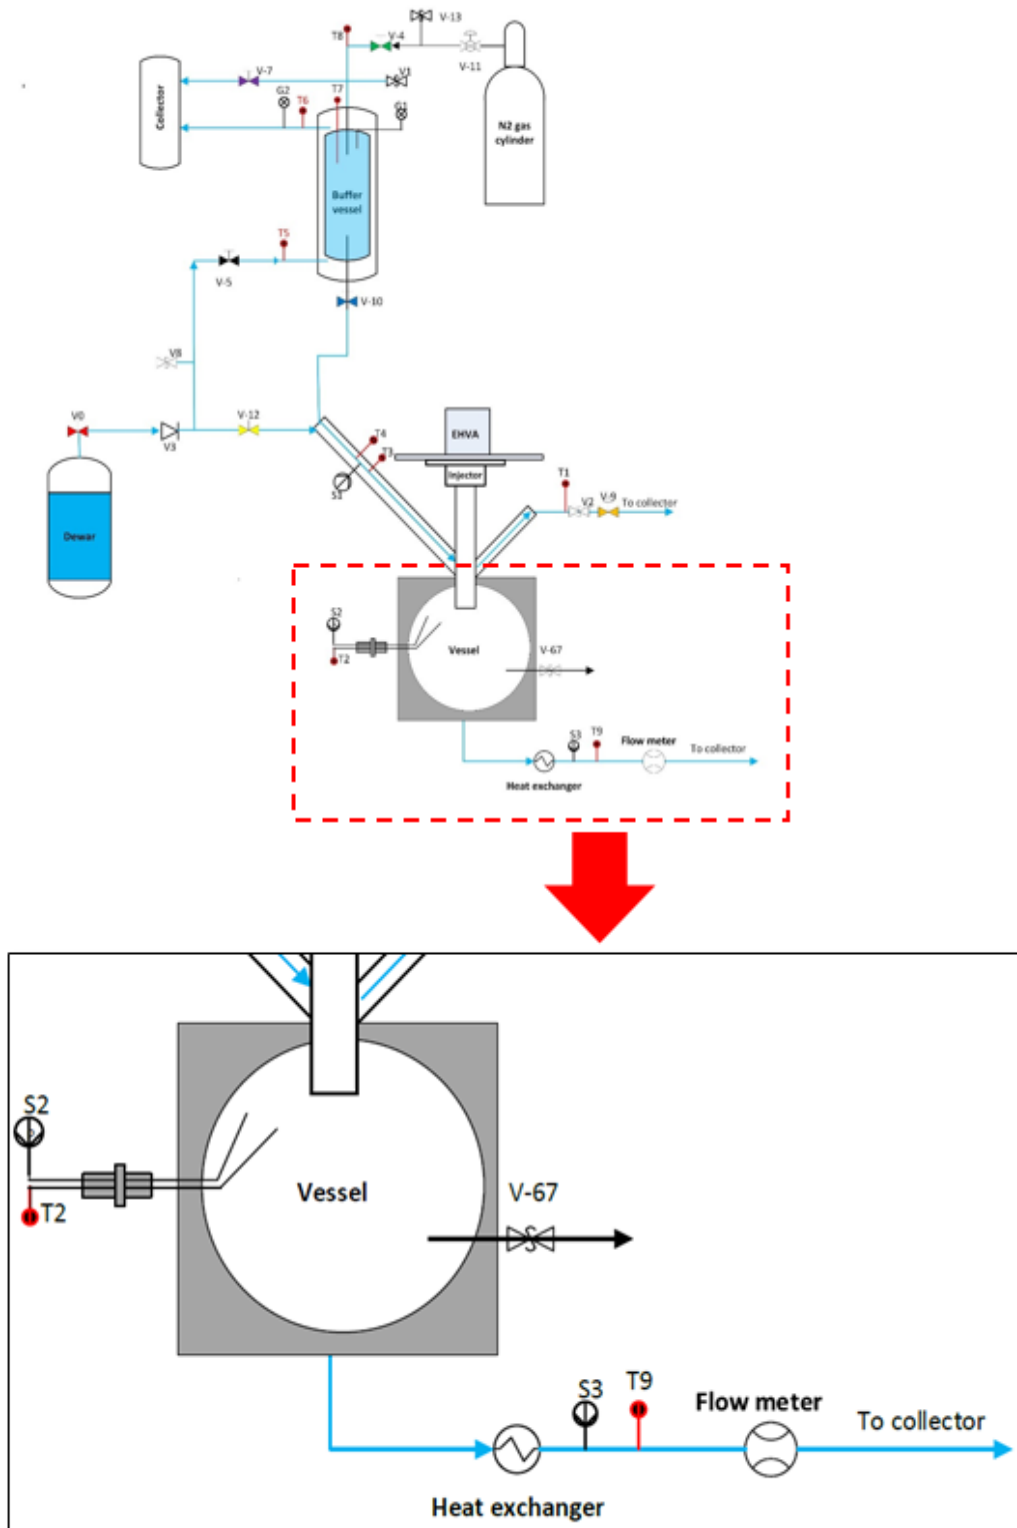 V-13
T8
V-4
V-11
V-7
V1
G2
T6
T7
G1
Collector
N2 gas
cylinder
Buffer
vessel
T5
V-5
V-10
V8
V0
V3
V-12
T4
T3
S1
EHVA
Injector
T1
V2
V-9
To collector
Dewar
S2
T2
Vessel
V-67
S3
T9
Flow meter
To collector
Heat exchanger
S2
T2
Vessel
V-67
S3
T9
Flow meter
To collector
Heat exchanger